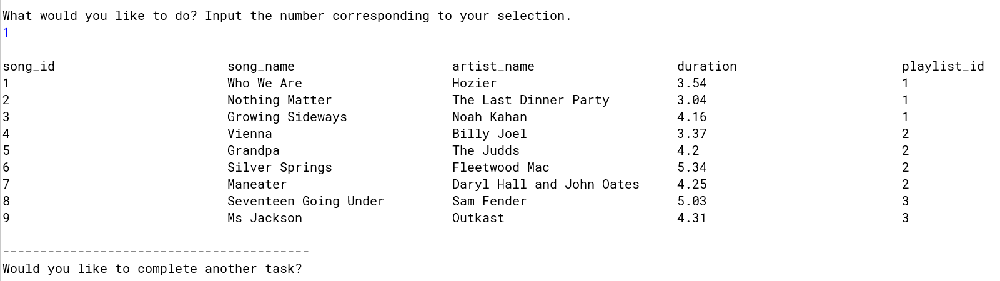 What would you like to do? Input the number corresponding to your selection.
1
song_id song_name artist_name duration playlist_id
1 Who We Are Hozier 3.54 1
2 Nothing Matter The Last Dinner Party 3.04 1
3 Growing Sideways Noah Kahan 4.16 1
4 Vienna Billy Joel 3.37 2
5 Grandpa The Judds 4.2 2
6 Silver Springs Fleetwood Mac 5.34 2
7 Maneater Daryl Hall and John Oates 4.25 2
8 Seventeen Going Under Sam Fender 5.03 3
9 Ms Jackson Outkast 4.31 3
-----------------------------------------
Would you like to complete another task?